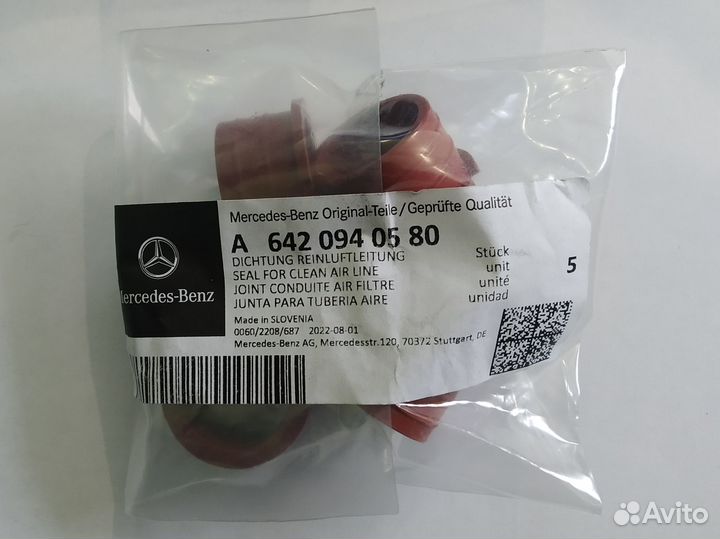 Mercedes-Benz Original-Teile/Geprüfte Qualität
A 642 094 05 80
DICHTUNG REINLUFTLEITUNG
SEAL FOR CLEAN AIR LINE
JOINT CONDUITE AIR FILTRE
JUNTA PARA TUBERIA AIRE
Stück
unit
unité
unidad
5
Mercedes-Benz
Made in SLOVENIA
0060/2208/687 2022-08-01
Mercedes-Benz AG, Mercedesstr.120, 70372 Stuttgart, DE
Avito